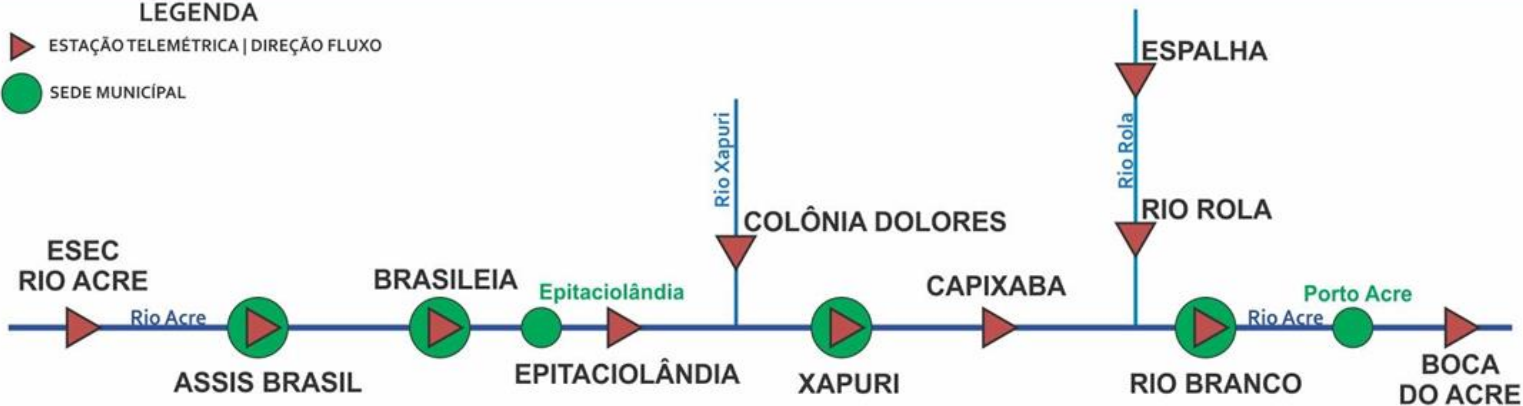 LEGENDA
ESTAÇÃO TELEMÉTRICA | DIREÇÃO FLUXO
SEDE MUNICÍPAL
ESPALHA
Rio Xapuri
Rio Rola
COLÔNIA DOLORES
RIO ROLA
ESEC
RIO ACRE
BRASILEIA
Epitaciolândia
CAPIXABA
Porto Acre
Rio Acre
Rio Acre
ASSIS BRASIL
EPITACIOLÂNDIA
XAPURI
RIO BRANCO
BOCA
DO ACRE